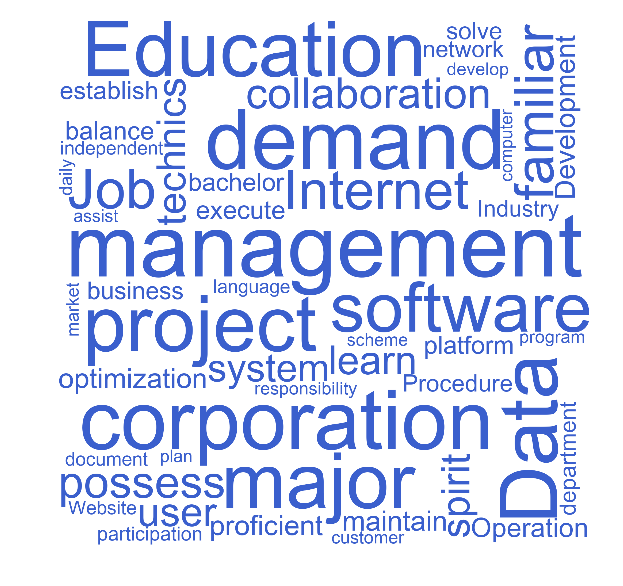 Education
solve
network
develop
familiar
Development
establish
technics
collaboration
balance
independent
demand
computer
daily
Job
bachelor
Internet
assist
execute
Industry
management
market
business
language
software
project
scheme
platform
program
system
learn
optimization
responsibility
Procedure
Data
corporation
department
document
plan
major
possess
spirit
Website
user
proficient
maintain
Operation
participation
customer